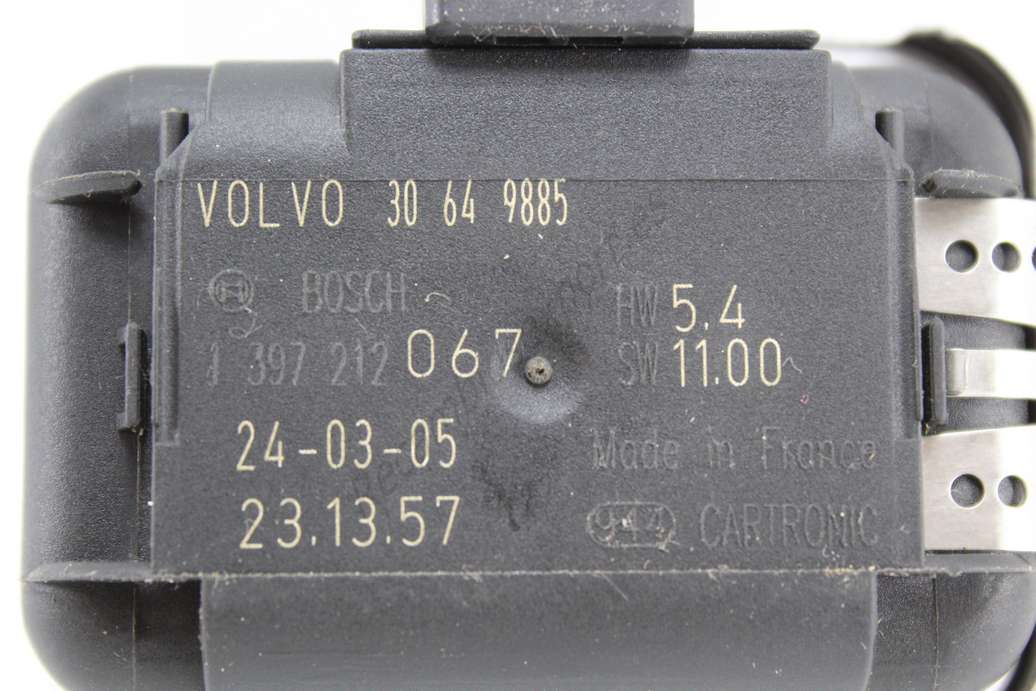 VOLVO 30 64 9885
BOSCH
HW 5.4
1 397 212 067
SW 11.00
24-03-05
Made in France
23.13.57
944 CARTRONIC